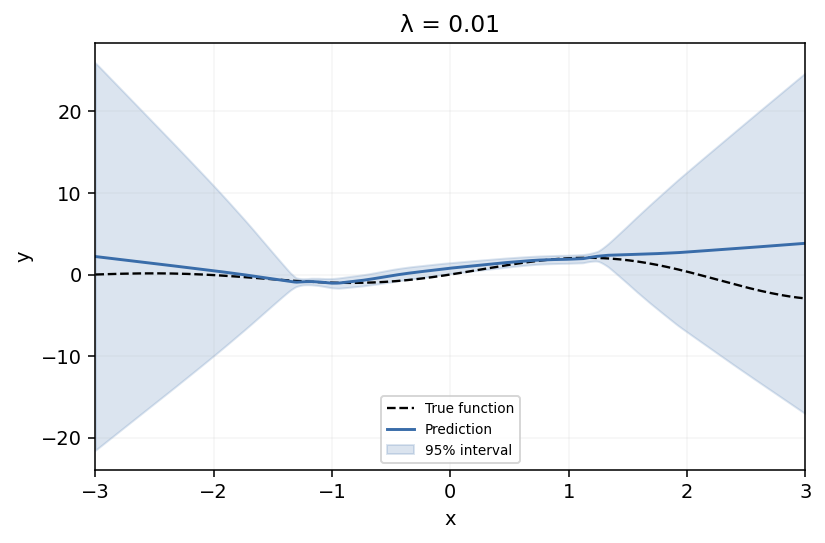 λ = 0.01
y
20
10
0
−10
−20
True function
Prediction
95% interval
−3
−2
−1
0
1
2
3
x